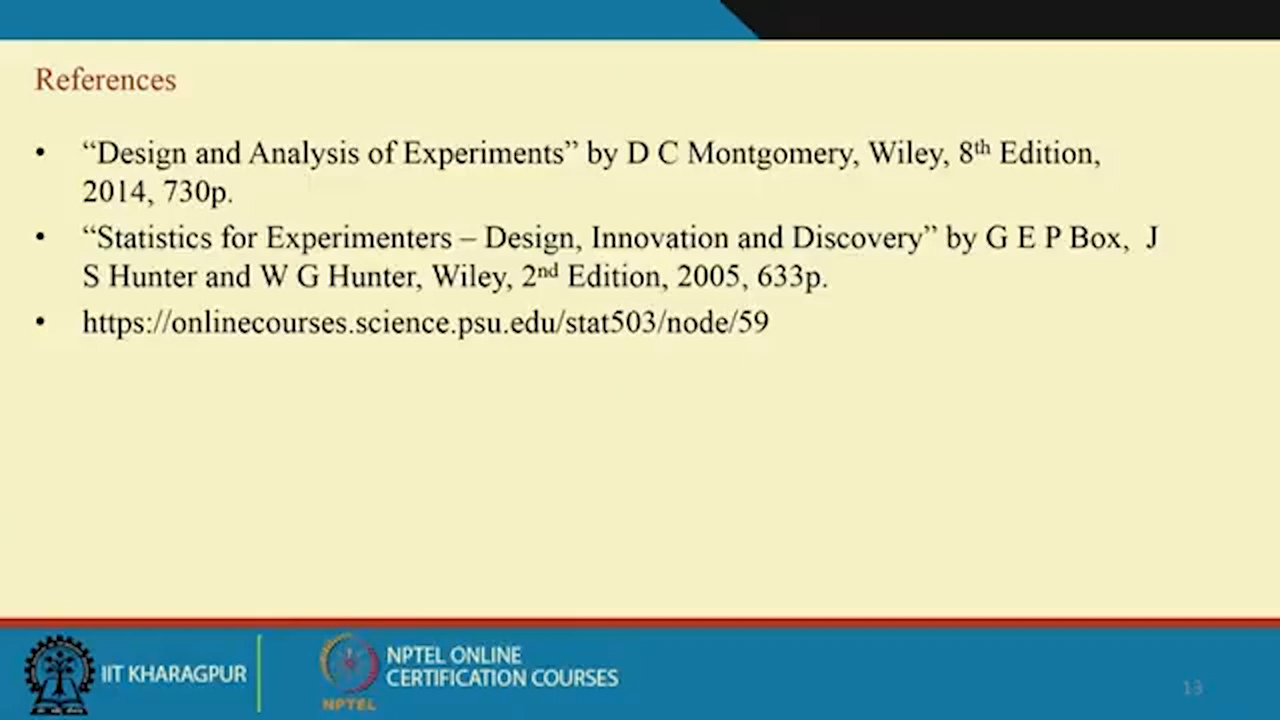 References
• “Design and Analysis of Experiments” by D C Montgomery, Wiley, 8th Edition,
2014, 730p.
• “Statistics for Experimenters – Design, Innovation and Discovery” by G E P Box, J
S Hunter and W G Hunter, Wiley, 2nd Edition, 2005, 633p.
• https://onlinecourses.science.psu.edu/stat503/node/59
IIT KHARAGPUR
NPTEL
NPTEL ONLINE
CERTIFICATION COURSES
13